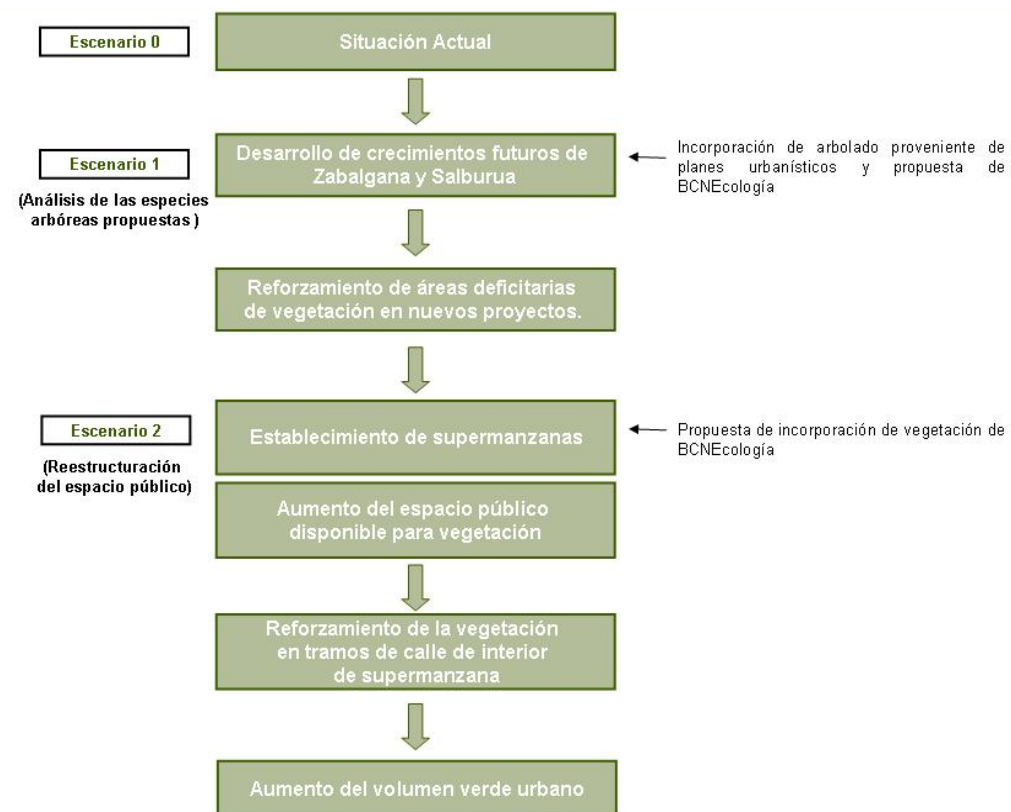 Escenario 0
Situación Actual
Escenario 1
(Análisis de las especies
arbóreas propuestas )
Desarrollo de crecimientos futuros de
Zabalgana y Salburua
Incorporación de arbolado proveniente de
planes urbanísticos y propuesta de
BCNEcología
Reforzamiento de áreas deficitarias
de vegetación en nuevos proyectos.
Escenario 2
(Reestructuración
del espacio público)
Establecimiento de supermanzanas
Propuesta de incorporación de vegetación de
BCNEcología
Aumento del espacio público
disponible para vegetación
Reforzamiento de la vegetación
en tramos de calle de interior
de supermanzana
Aumento del volumen verde urbano